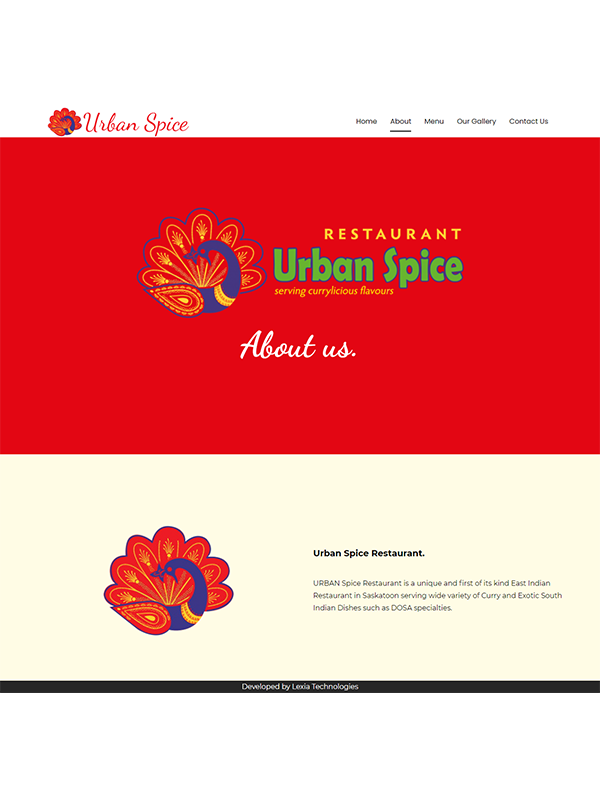 Urban Spice
Home About Menu Our Gallery Contact Us
RESTAURANT
Urban Spice
serving currylicious flavours
About us.
Urban Spice Restaurant.
URBAN Spice Restaurant is a unique and first of its kind East Indian
Restaurant in Saskatoon serving wide variety of Curry and Exotic South
Indian Dishes such as DOSA specialties.
Developed by Lexia Technologies